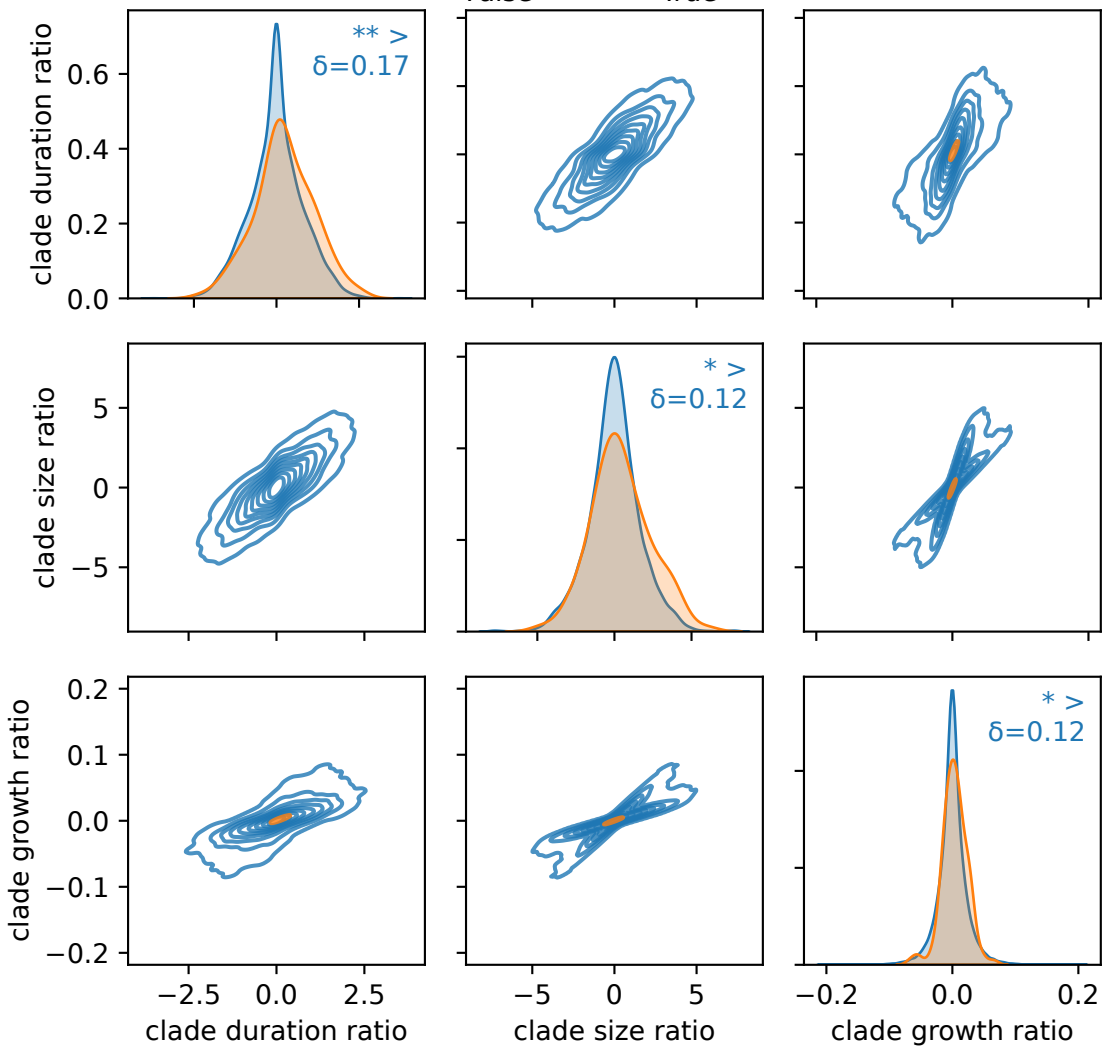 ** >
δ=0.17
clade duration ratio
0.6
0.4
0.2
0.0
* >
δ=0.12
clade size ratio
5
0
−5
* >
δ=0.12
clade growth ratio
0.2
0.1
0.0
−0.1
−0.2
−2.5 0.0 2.5
−5 0 5
−0.2 0.0 0.2
clade duration ratio
clade size ratio
clade growth ratio